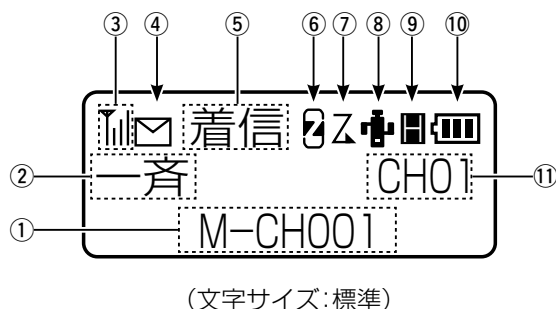 ③ ④ ⑤ ⑥ ⑦ ⑧ ⑨ ⑩
着信
② 一斉 CH01 ⑪
① M-CH001
(文字サイズ:標準)